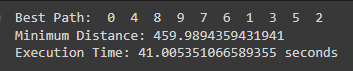 Best Path:  0  4  8  9  7  6  1  3  5  2
Minimum Distance: 459.9894359431941
Execution Time: 41.005351066589355 seconds